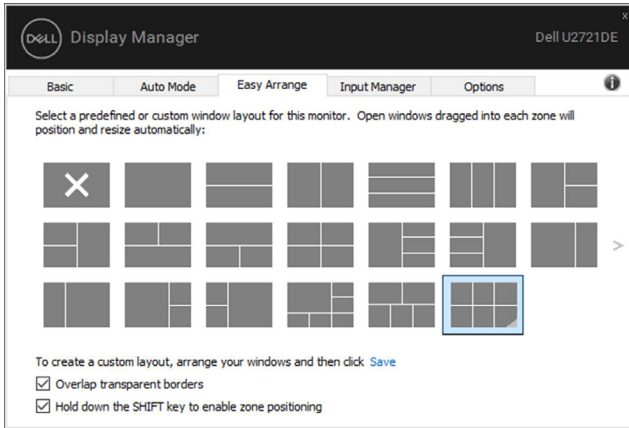 x
DELL Display Manager Dell U2721DE
Basic Auto Mode Easy Arrange Input Manager Options i
Select a predefined or custom window layout for this monitor. Open windows dragged into each zone will
position and resize automatically:
>
To create a custom layout, arrange your windows and then click Save
Overlap transparent borders
Hold down the SHIFT key to enable zone positioning